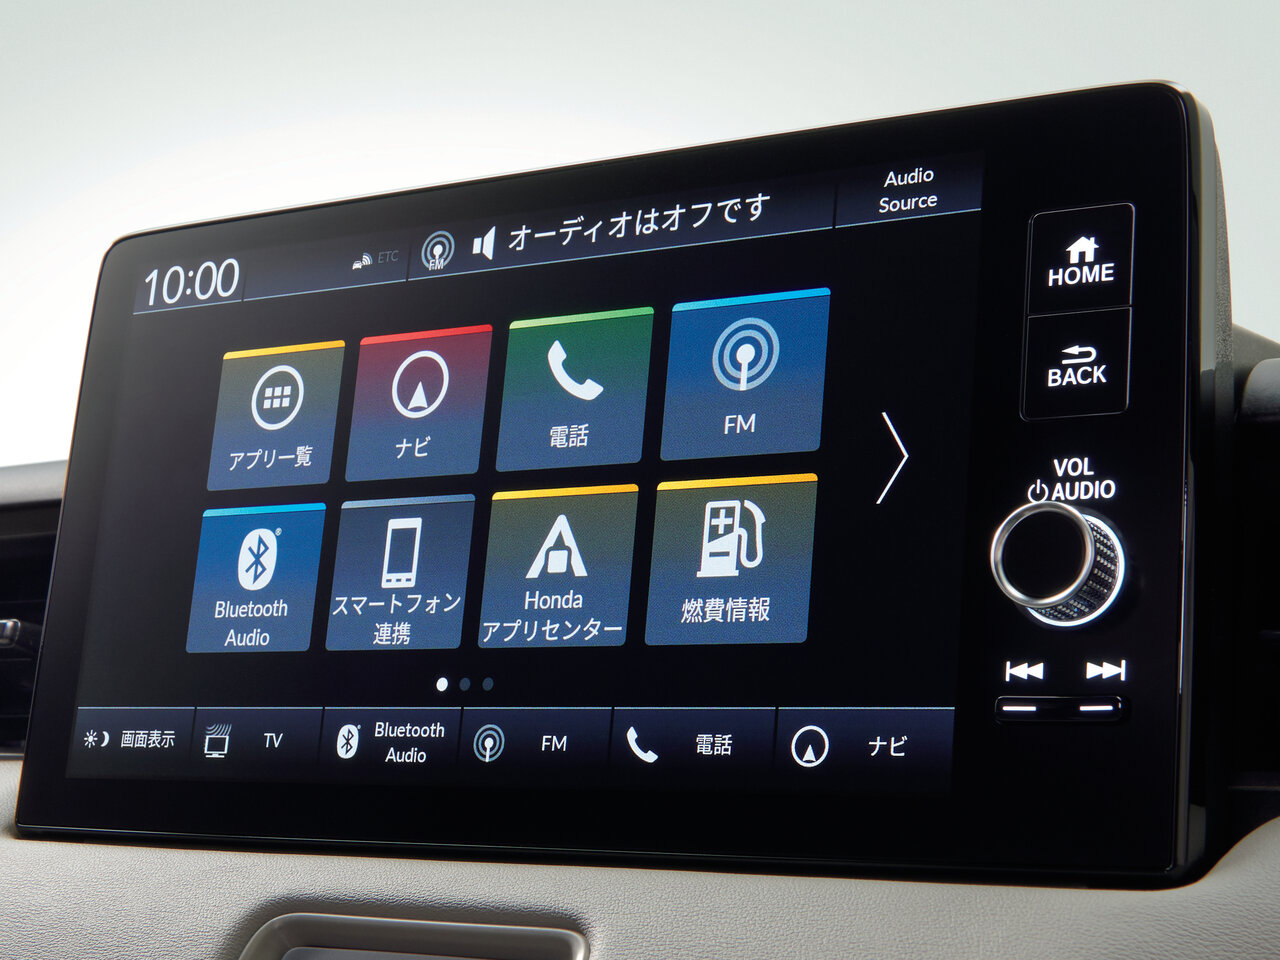 10:00
ETC
FM
オーディオはオフです
Audio
Source
アプリ一覧
ナビ
電話
FM
Bluetooth
Audio
スマートフォン
連携
Honda
アプリセンター
燃費情報
画面表示
TV
Bluetooth
Audio
FM
電話
ナビ
HOME
BACK
VOL
AUDIO